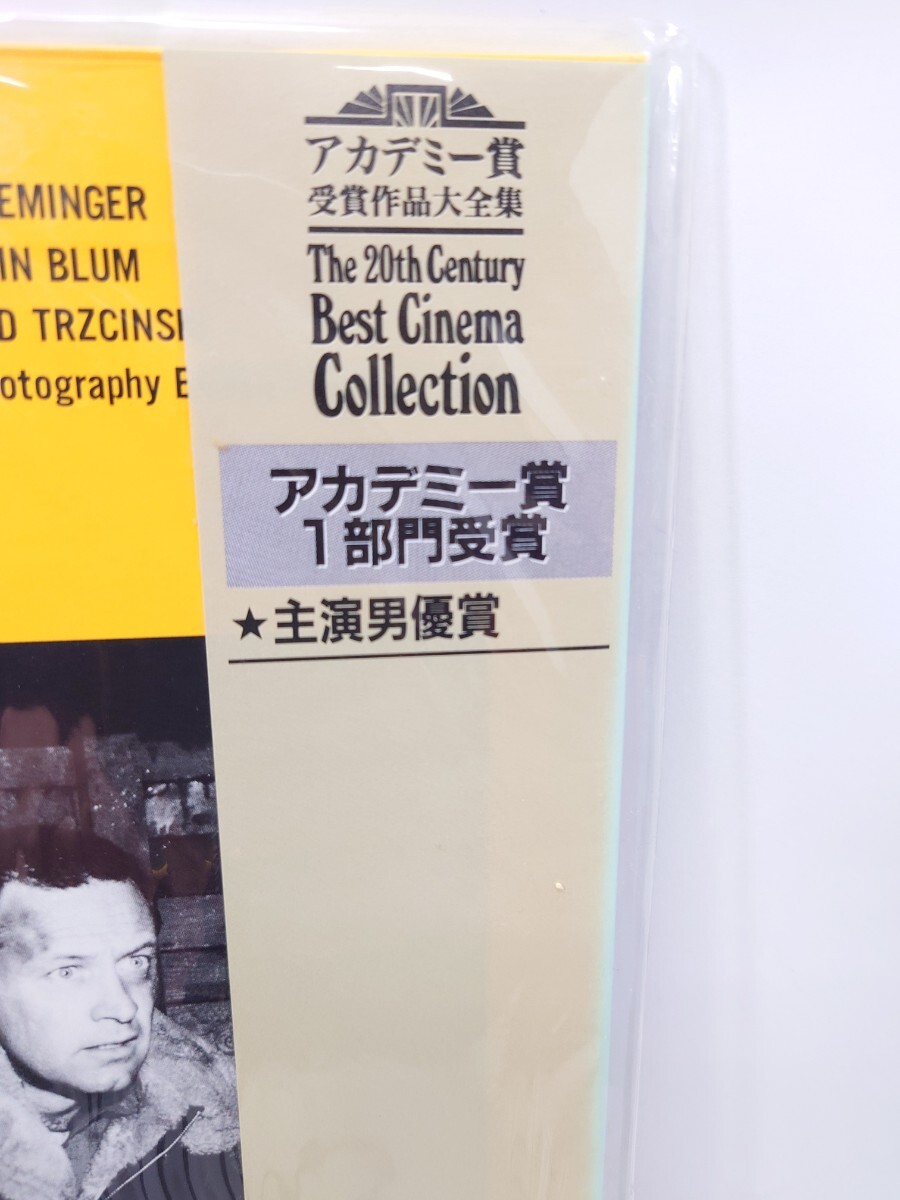 EMINGER
IN BLUM
D TRZCINSK
otography E
アカデミー賞
受賞作品大全集
The 20th Century
Best Cinema
Collection
アカデミー賞
1部門受賞
★主演男優賞